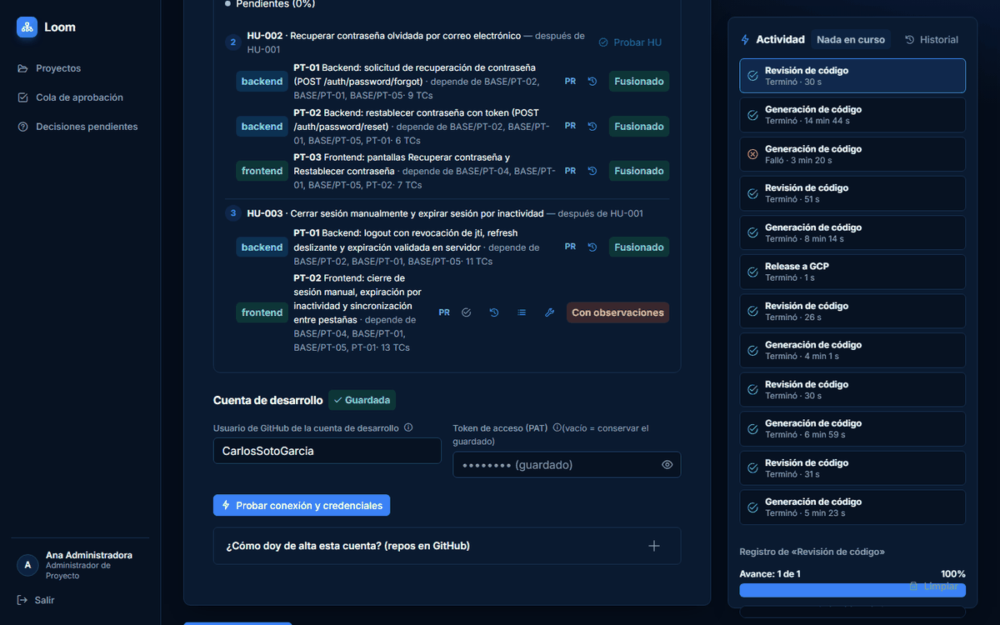 Loom
Proyectos
Cola de aprobación
Decisiones pendientes
A
Ana Administradora
Administrador de
Proyecto
Salir
Pendientes (0%)
2
HU-002 · Recuperar contraseña olvidada por correo electrónico — después de
HU-001
Probar HU
backend
PT-01 Backend: solicitud de recuperación de contraseña
(POST /auth/password/forgot) · depende de BASE/PT-02,
BASE/PT-01, BASE/PT-05· 9 TCs
PR
Fusionado
backend
PT-02 Backend: restablecer contraseña con token (POST
/auth/password/reset) · depende de BASE/PT-02, BASE/PT-
01, BASE/PT-05, PT-01· 6 TCs
PR
Fusionado
frontend
PT-03 Frontend: pantallas Recuperar contraseña y
Restablecer contraseña · depende de BASE/PT-04, BASE/PT-
01, BASE/PT-05, PT-02· 7 TCs
PR
Fusionado
3
HU-003 · Cerrar sesión manualmente y expirar sesión por inactividad — después de HU-001
backend
PT-01 Backend: logout con revocación de jti, refresh
deslizante y expiración validada en servidor · depende de
BASE/PT-02, BASE/PT-01, BASE/PT-05· 11 TCs
PR
Fusionado
frontend
PT-02 Frontend: cierre de
sesión manual, expiración por
inactividad y sincronización
entre pestañas · depende de
BASE/PT-04, BASE/PT-01,
BASE/PT-05, PT-01· 13 TCs
PR
Con observaciones
Cuenta de desarrollo
Guardada
Usuario de GitHub de la cuenta de desarrollo
CarlosSotoGarcia
Token de acceso (PAT) (vacío = conservar el
guardado)
•••••••• (guardado)
Probar conexión y credenciales
¿Cómo doy de alta esta cuenta? (repos en GitHub)
Actividad
Nada en curso
Historial
Revisión de código
Terminó · 30 s
Generación de código
Terminó · 14 min 44 s
Generación de código
Falló · 3 min 20 s
Revisión de código
Terminó · 51 s
Generación de código
Terminó · 8 min 14 s
Release a GCP
Terminó · 1 s
Revisión de código
Terminó · 26 s
Generación de código
Terminó · 4 min 1 s
Revisión de código
Terminó · 30 s
Generación de código
Terminó · 6 min 59 s
Revisión de código
Terminó · 31 s
Generación de código
Terminó · 5 min 23 s
Registro de «Revisión de código»
Avance: 1 de 1
100%
Limpiar